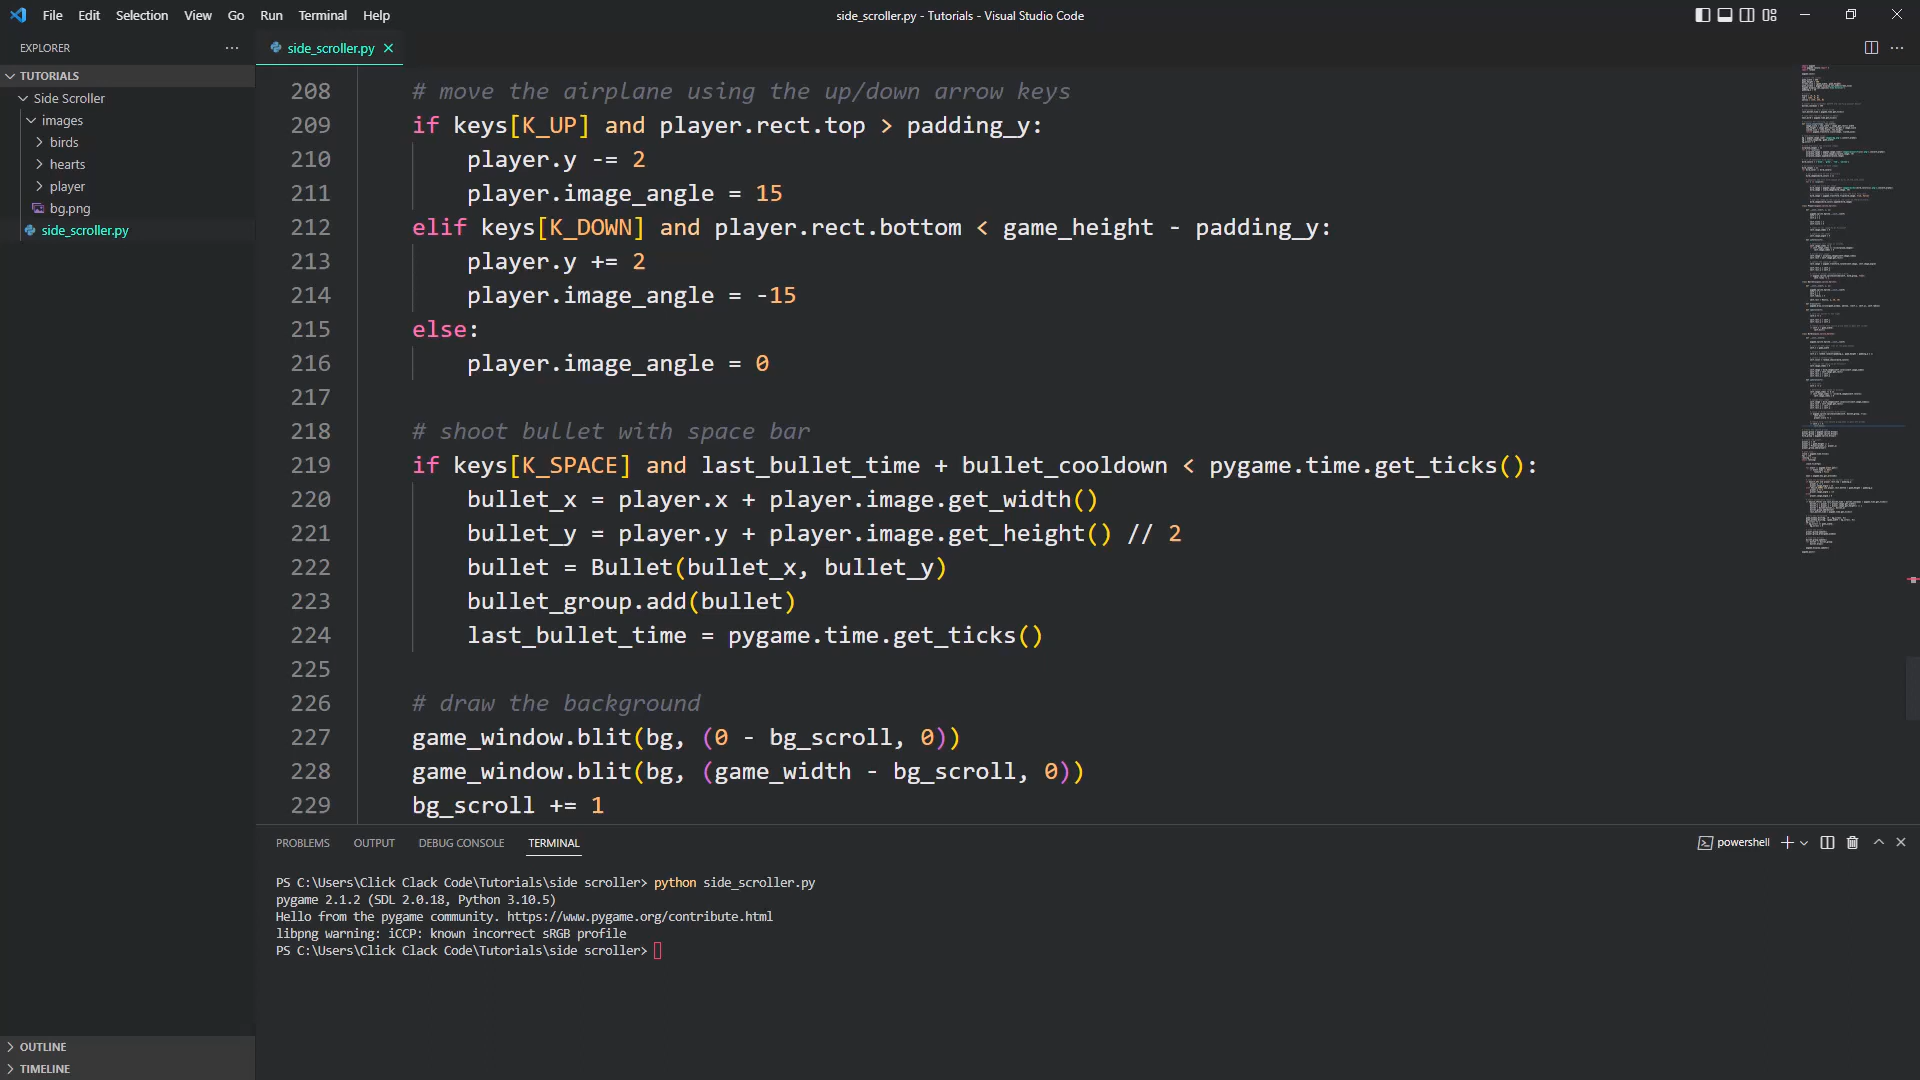 File Edit Selection View Go Run Terminal Help
side_scroller.py - Tutorials - Visual Studio Code
EXPLORER
side_scroller.py
TUTORIALS
Side Scroller
images
birds
hearts
player
bg.png
side_scroller.py
208 # move the airplane using the up/down arrow keys
209 if keys[K_UP] and player.rect.top > padding_y:
210 player.y -= 2
211 player.image_angle = 15
212 elif keys[K_DOWN] and player.rect.bottom < game_height - padding_y:
213 player.y += 2
214 player.image_angle = -15
215 else:
216 player.image_angle = 0
217
218 # shoot bullet with space bar
219 if keys[K_SPACE] and last_bullet_time + bullet_cooldown < pygame.time.get_ticks():
220 bullet_x = player.x + player.image.get_width()
221 bullet_y = player.y + player.image.get_height() // 2
222 bullet = Bullet(bullet_x, bullet_y)
223 bullet_group.add(bullet)
224 last_bullet_time = pygame.time.get_ticks()
225
226 # draw the background
227 game_window.blit(bg, (0 - bg_scroll, 0))
228 game_window.blit(bg, (game_width - bg_scroll, 0))
229 bg_scroll += 1
PROBLEMS OUTPUT DEBUG CONSOLE TERMINAL
powershell
PS C:\Users\Click Clack Code\Tutorials\side scroller> python side_scroller.py
pygame 2.1.2 (SDL 2.0.18, Python 3.10.5)
Hello from the pygame community. https://www.pygame.org/contribute.html
libpng warning: iCCP: known incorrect sRGB profile
PS C:\Users\Click Clack Code\Tutorials\side scroller>
OUTLINE
TIMELINE